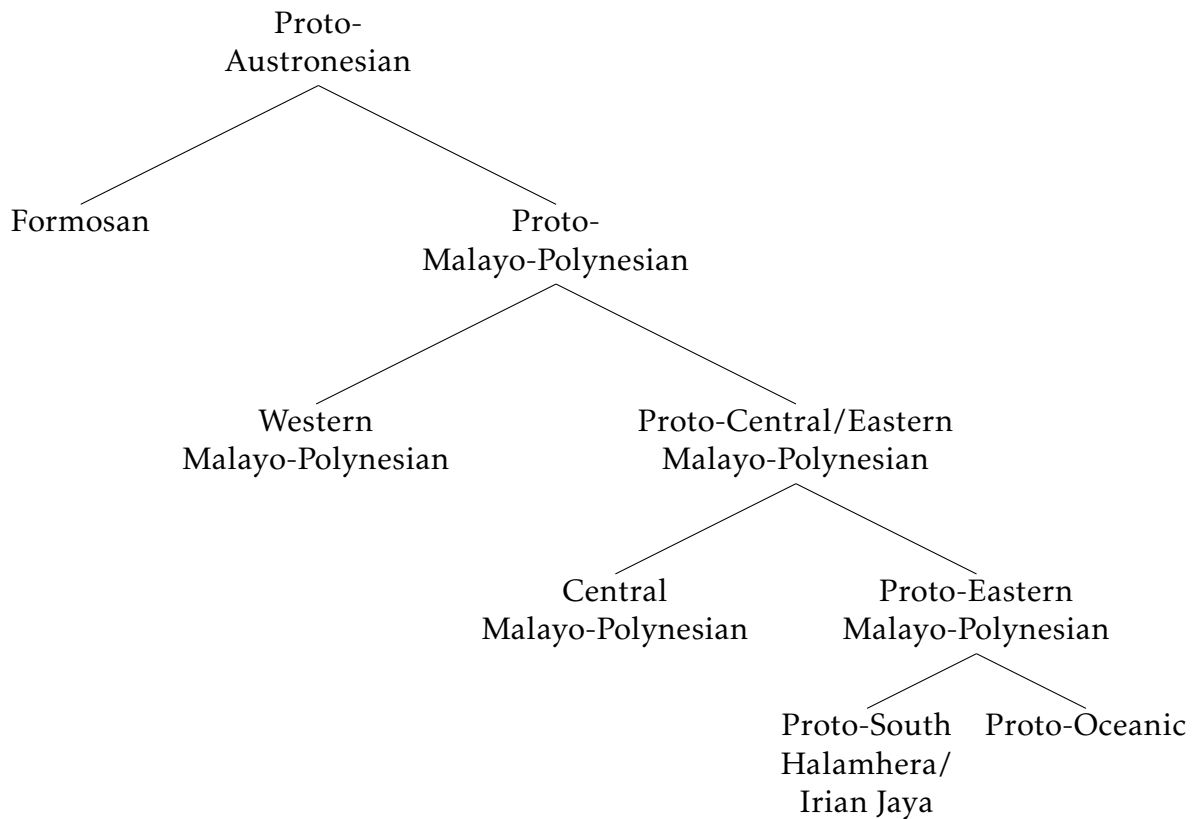 Proto-
Austronesian
Formosan
Proto-
Malayo-Polynesian
Western
Malayo-Polynesian
Proto-Central/Eastern
Malayo-Polynesian
Central
Malayo-Polynesian
Proto-Eastern
Malayo-Polynesian
Proto-South
Halamhera/
Irian Jaya
Proto-Oceanic